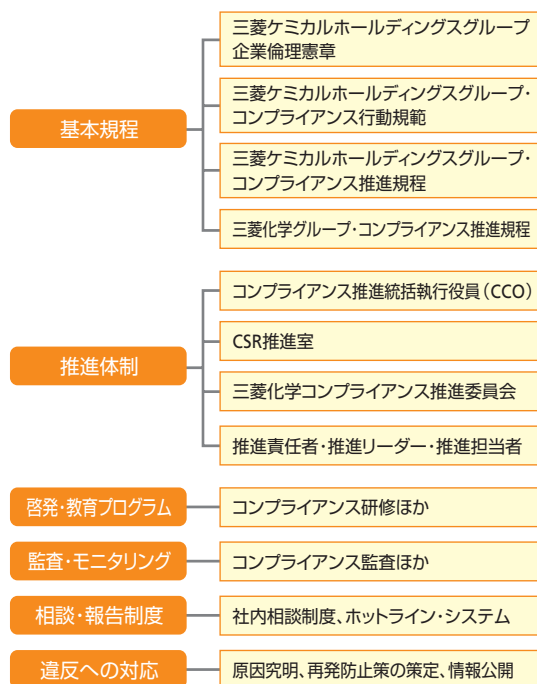 三菱ケミカルホールディングスグループ
企業倫理憲章
三菱ケミカルホールディングスグループ・
コンプライアンス行動規範
基本規程
三菱ケミカルホールディングスグループ・
コンプライアンス推進規程
三菱化学グループ・コンプライアンス推進規程
コンプライアンス推進統括執行役員（CCO）
CSR推進室
推進体制
三菱化学コンプライアンス推進委員会
推進責任者・推進リーダー・推進担当者
啓発・教育プログラム
コンプライアンス研修ほか
監査・モニタリング
コンプライアンス監査ほか
相談・報告制度
社内相談制度、ホットライン・システム
違反への対応
原因究明、再発防止策の策定、情報公開